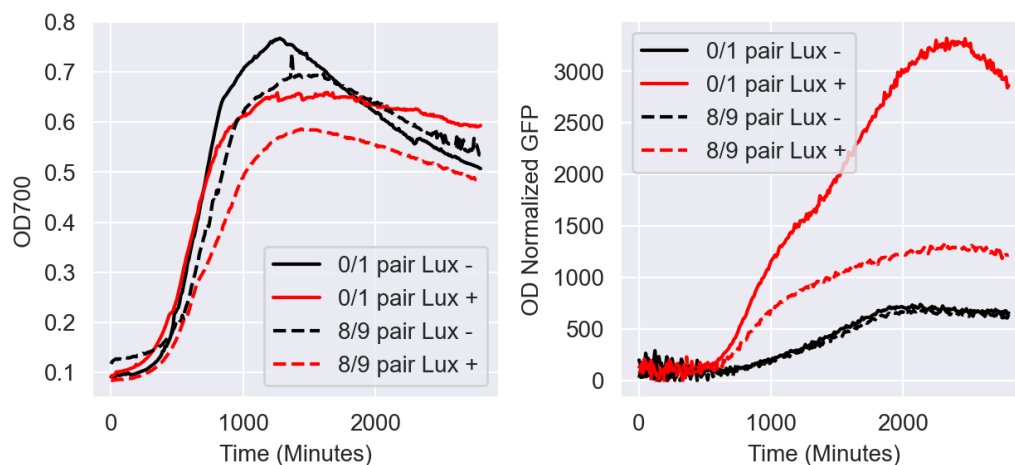 0.8
0.7
0.6
0.5
0.4
0.3
0.2
0.1
OD700
0/1 pair Lux -
0/1 pair Lux +
8/9 pair Lux -
8/9 pair Lux +
0 1000 2000
Time (Minutes)
3000
2500
2000
1500
1000
500
0
OD Normalized GFP
0/1 pair Lux -
0/1 pair Lux +
8/9 pair Lux -
8/9 pair Lux +
0 1000 2000
Time (Minutes)